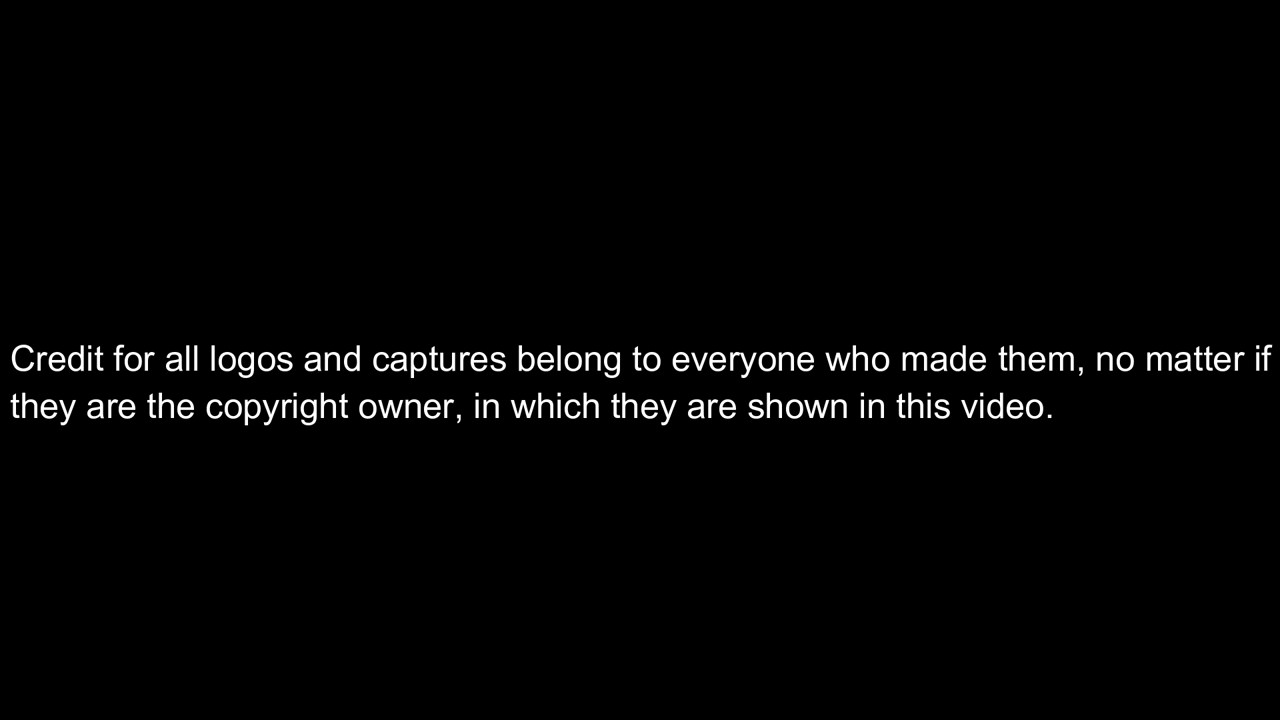 Credit for all logos and captures belong to everyone who made them, no matter if
they are the copyright owner, in which they are shown in this video.